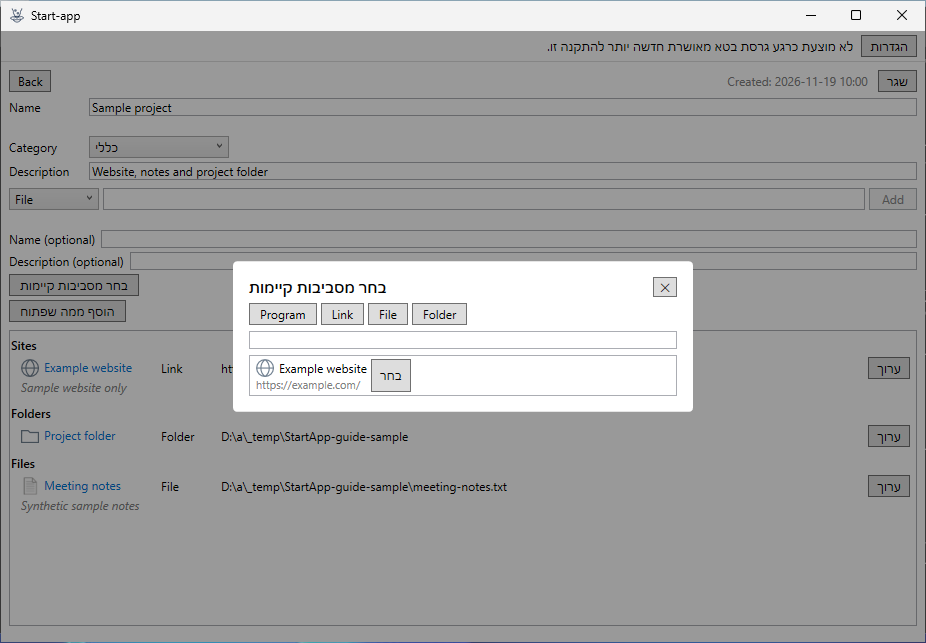 Start-app
הגדרות לא מוצעת כרגע גרסת בטא מאושרת חדשה יותר להתקנה זו.
Back Created: 2026-11-19 10:00 שגר
Name Sample project
Category כללי
Description Website, notes and project folder
File Add
Name (optional)
Description (optional)
בחר מסביבות קיימות
הוסף ממה שפתוח
בחר מסביבות קיימות
Program Link File Folder
Example website
https://example.com/
בחר
Sites
Example website Link ht ערוך
Sample website only
Folders
Project folder Folder D:\a\_temp\StartApp-guide-sample ערוך
Files
Meeting notes File D:\a\_temp\StartApp-guide-sample\meeting-notes.txt ערוך
Synthetic sample notes